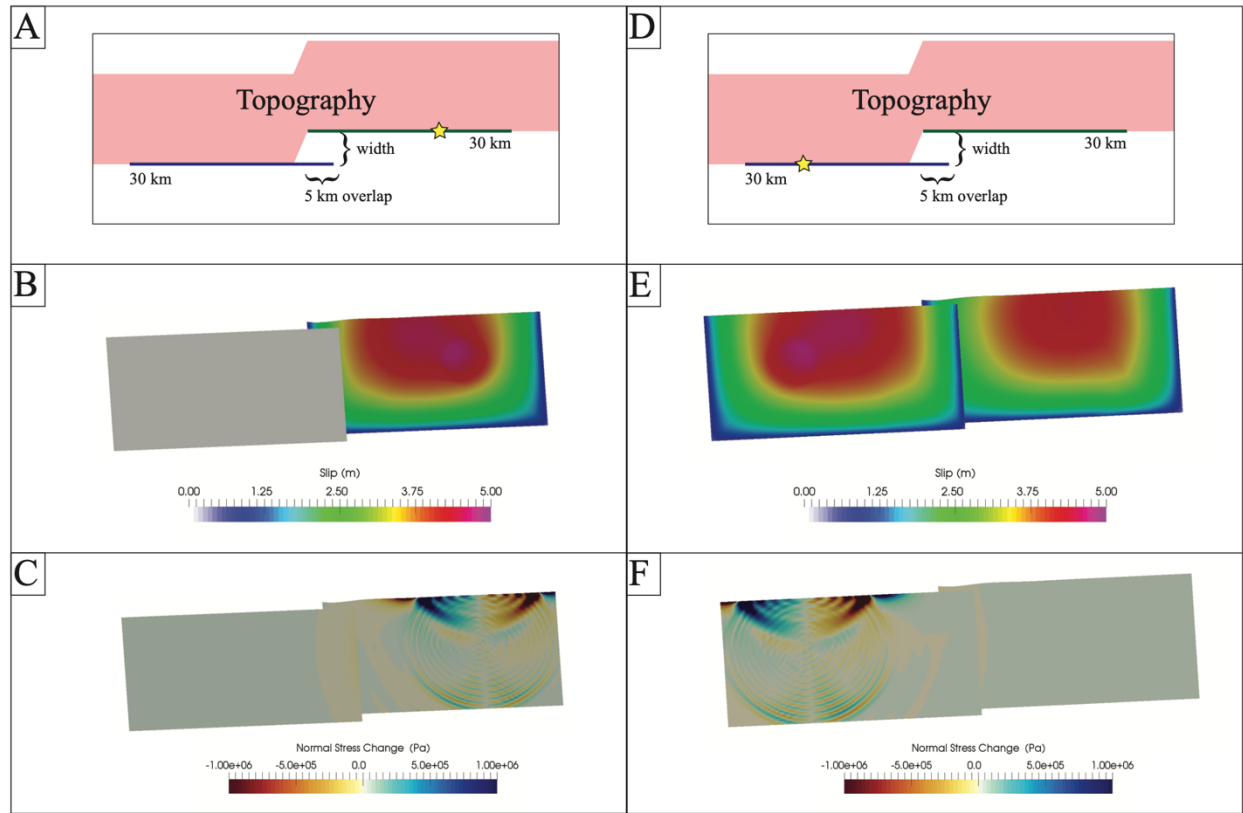 A
Topography
30 km
width
30 km
5 km overlap
B
Slip (m)
0.00 1.25 2.50 3.75 5.00
C
Normal Stress Change (Pa)
-1.00e+06 -5.0e+05 0.0 5.0e+05 1.00e+06
D
Topography
30 km
width
30 km
5 km overlap
E
Slip (m)
0.00 1.25 2.50 3.75 5.00
F
Normal Stress Change (Pa)
-1.00e+06 -5.0e+05 0.0 5.0e+05 1.00e+06